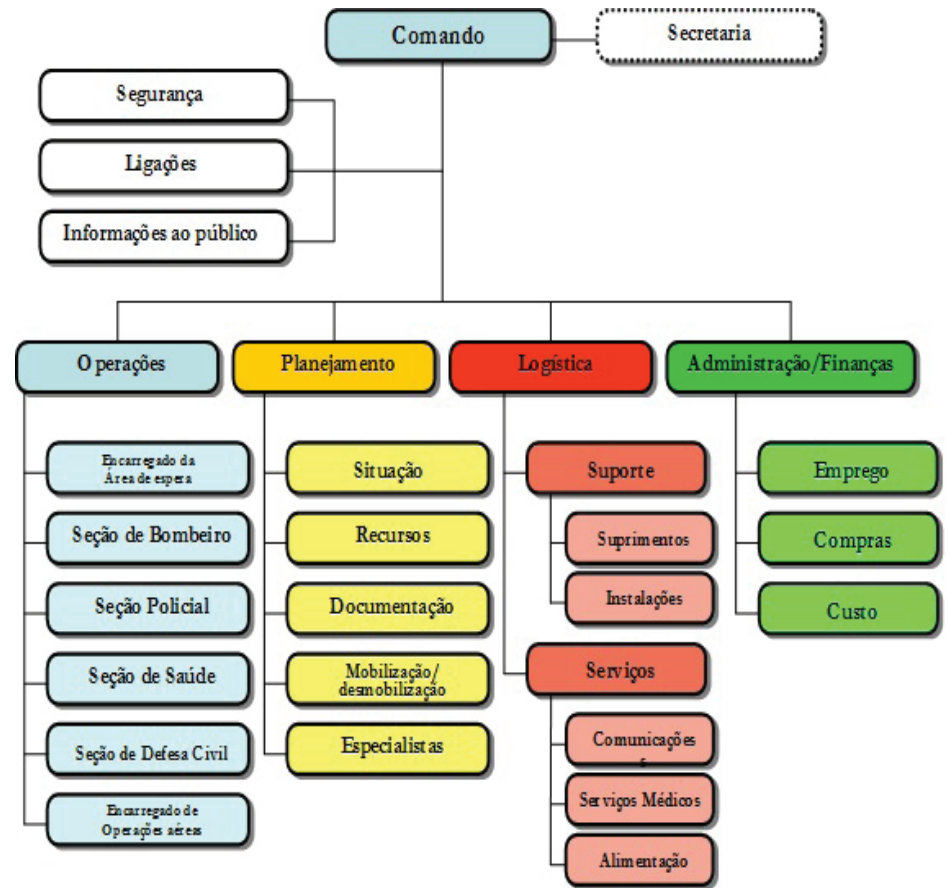 Comando
Secretaria
Segurança
Ligações
Informações ao público
Operações
Planejamento
Logística
Administração/Finanças
Encarregado da
Área de espera
Seção de Bombeiro
Seção Policial
Seção de Saúde
Seção de Defesa Civil
Encarregado de
Operações aéreas
Situação
Recursos
Documentação
Mobilização/
desmobilização
Especialistas
Suporte
Suprimentos
Instalações
Serviços
Comunicaçõe
s
Serviços Médicos
Alimentação
Emprego
Compras
Custo